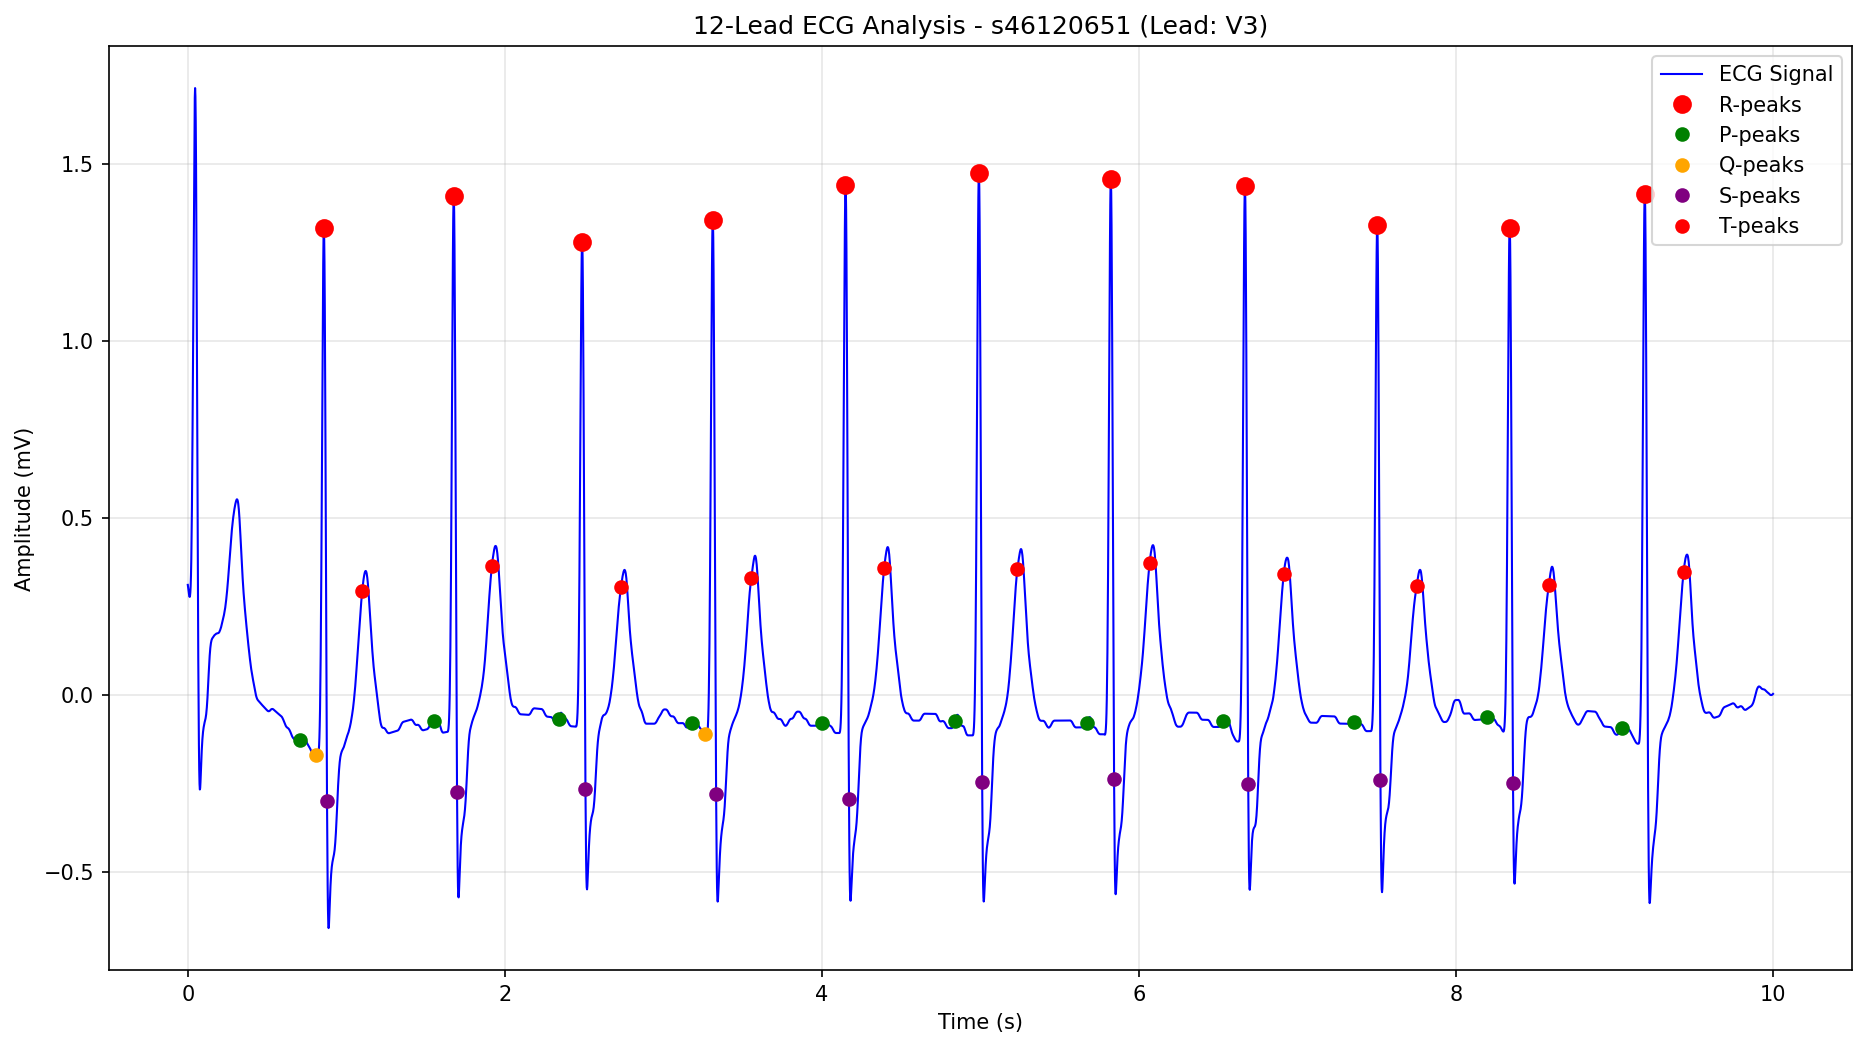 12-Lead ECG Analysis - s46120651 (Lead: V3)
ECG Signal
R-peaks
P-peaks
Q-peaks
S-peaks
T-peaks
Amplitude (mV)
1.5
1.0
0.5
0.0
−0.5
0 2 4 6 8 10
Time (s)